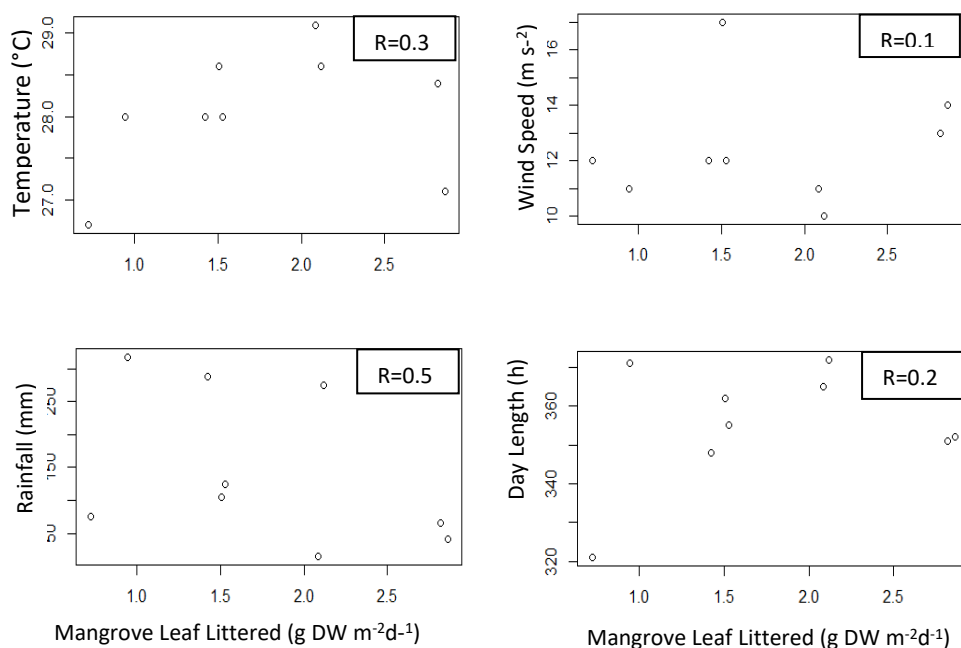 Temperature (°C)
29.0
28.0
27.0
R=0.3
1.0 1.5 2.0 2.5
Wind Speed (m s-²)
16
14
12
10
R=0.1
1.0 1.5 2.0 2.5
Rainfall (mm)
250
150
50
R=0.5
1.0 1.5 2.0 2.5
Mangrove Leaf Littered (g DW m⁻²d-¹)
Day Length (h)
360
340
320
R=0.2
1.0 1.5 2.0 2.5
Mangrove Leaf Littered (g DW m⁻²d-¹)